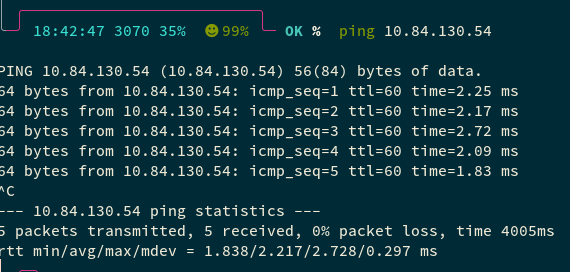 18:42:47 3070 35% 99% OK % ping 10.84.130.54
PING 10.84.130.54 (10.84.130.54) 56(84) bytes of data.
64 bytes from 10.84.130.54: icmp_seq=1 ttl=60 time=2.25 ms
64 bytes from 10.84.130.54: icmp_seq=2 ttl=60 time=2.17 ms
64 bytes from 10.84.130.54: icmp_seq=3 ttl=60 time=2.72 ms
64 bytes from 10.84.130.54: icmp_seq=4 ttl=60 time=2.09 ms
64 bytes from 10.84.130.54: icmp_seq=5 ttl=60 time=1.83 ms
^C
--- 10.84.130.54 ping statistics ---
5 packets transmitted, 5 received, 0% packet loss, time 4005ms
rtt min/avg/max/mdev = 1.838/2.217/2.728/0.297 ms